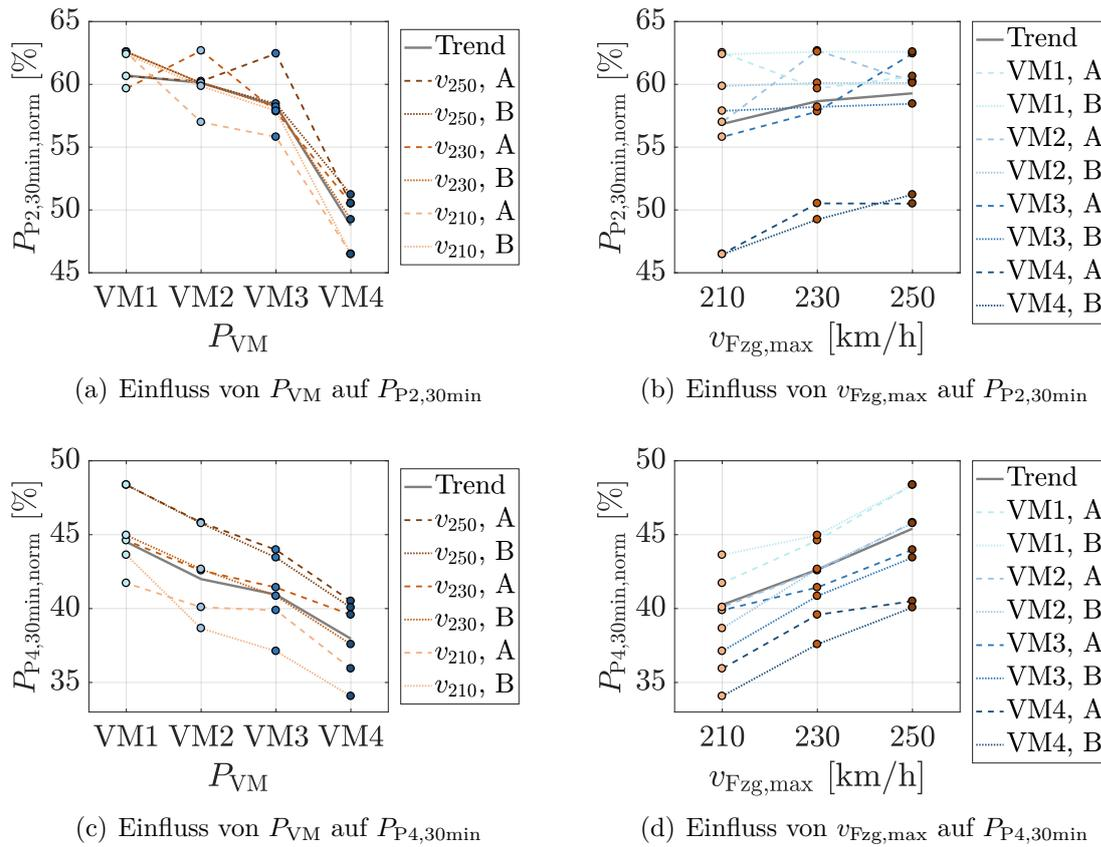 65
60
55
50
45
P_P2,30min,norm [%]
VM1 VM2 VM3 VM4
P_VM
Trend
v_250, A
v_250, B
v_230, A
v_230, B
v_210, A
v_210, B
(a) Einfluss von P_VM auf P_P2,30min
65
60
55
50
45
P_P2,30min,norm [%]
210 230 250
v_Fzg,max [km/h]
Trend
VM1, A
VM1, B
VM2, A
VM2, B
VM3, A
VM3, B
VM4, A
VM4, B
(b) Einfluss von v_Fzg,max auf P_P2,30min
50
45
40
35
P_P4,30min,norm [%]
VM1 VM2 VM3 VM4
P_VM
Trend
v_250, A
v_250, B
v_230, A
v_230, B
v_210, A
v_210, B
(c) Einfluss von P_VM auf P_P4,30min
50
45
40
35
P_P4,30min,norm [%]
210 230 250
v_Fzg,max [km/h]
Trend
VM1, A
VM1, B
VM2, A
VM2, B
VM3, A
VM3, B
VM4, A
VM4, B
(d) Einfluss von v_Fzg,max auf P_P4,30min